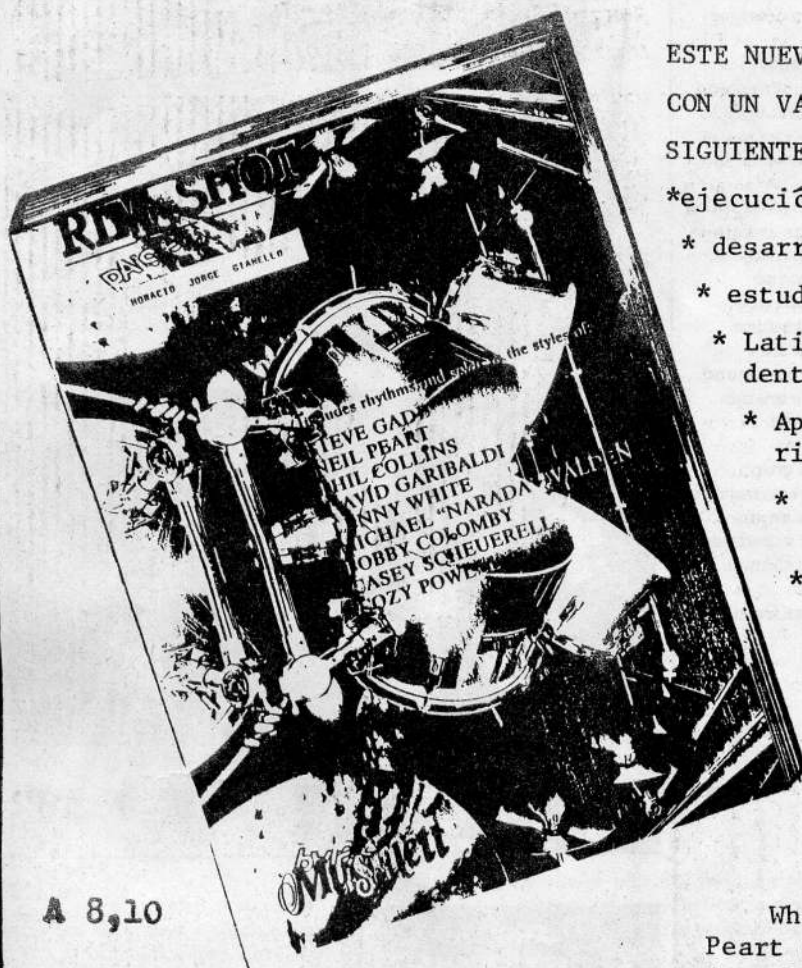 RIM SHOT
HORACIO JORGE GIANELLO
Includes rhythms and solos in the styles of:
STEVE GADD
NEIL PEART
PHIL COLLINS
DAVID GARIBALDI
LENNY WHITE
MICHAEL "NARADA" WALDEN
BOBBY COLOMBY
CASEY SCHEUERELL
COZY POWELL
A 8,10
ESTE NUEV
CON UN VA
SIGUIENTE
*ejecució
* desarr
* estud
* Lati
dent
* Ap
ri
*
*
Wh
Peart